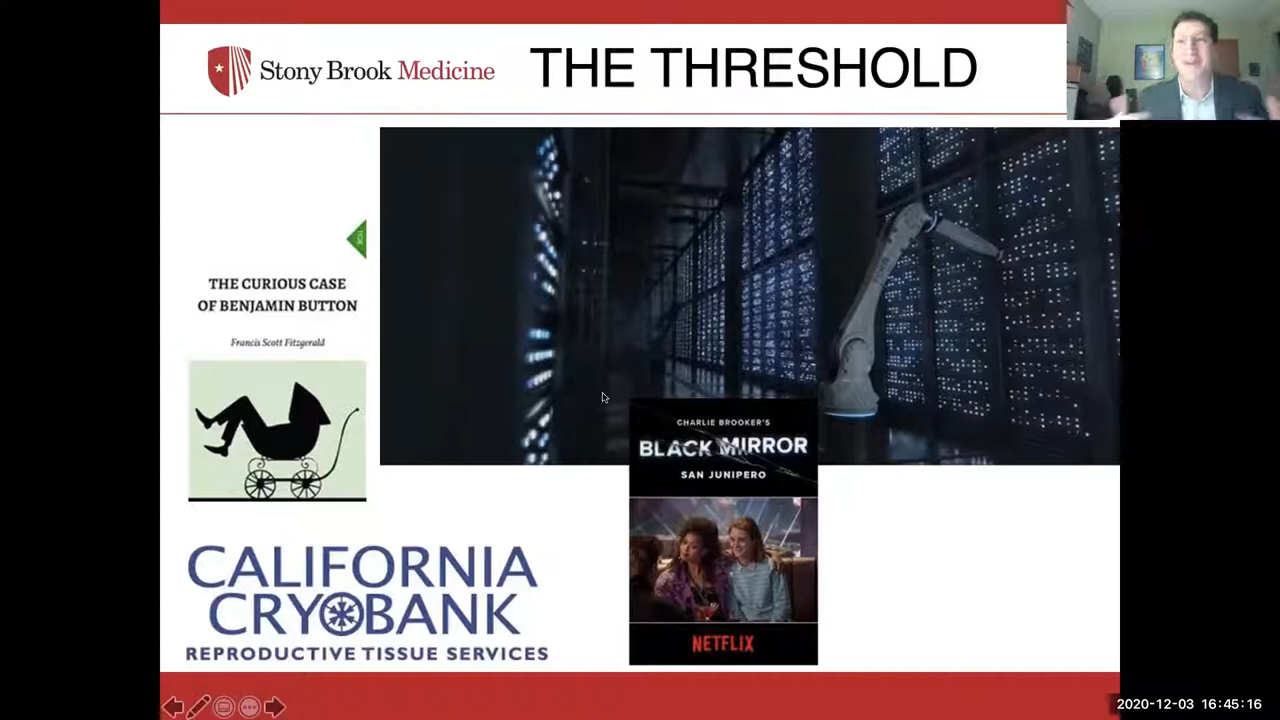 Stony Brook Medicine
THE THRESHOLD
THE CURIOUS CASE
OF BENJAMIN BUTTON
Francis Scott Fitzgerald
CHARLIE BROOKER'S
BLACK MIRROR
SAN JUNIPERO
NETFLIX
CALIFORNIA
CRYOBANK
REPRODUCTIVE TISSUE SERVICES
2020-12-03 16:45:16